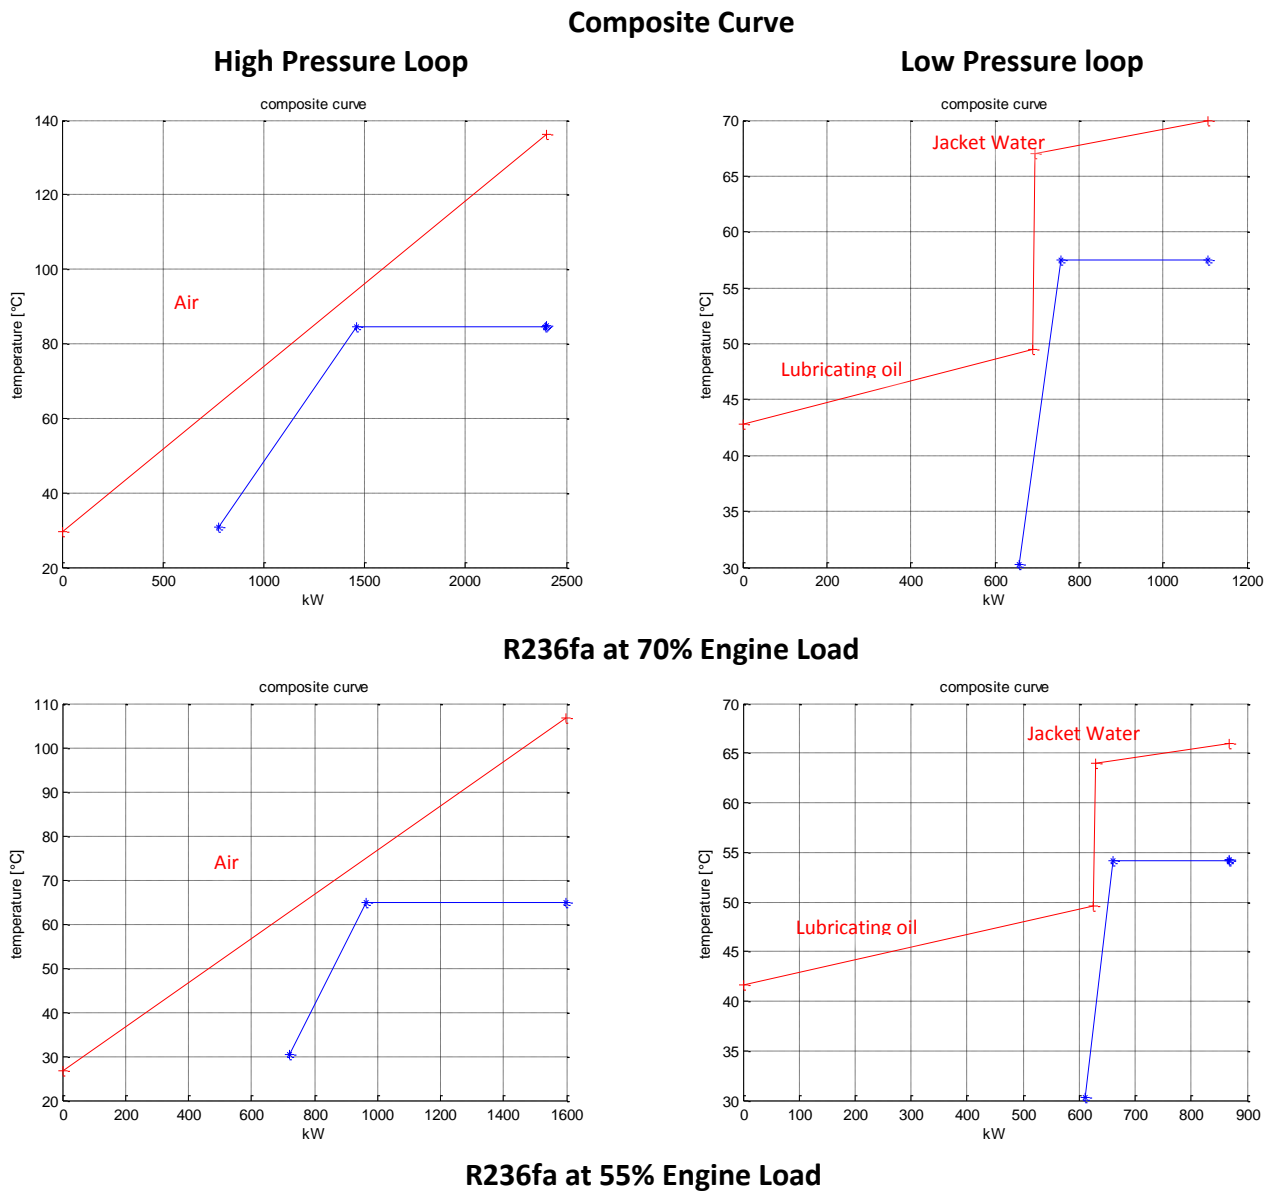 Composite Curve
High Pressure Loop
Low Pressure loop
composite curve
140
120
100
80
60
40
20
temperature [°C]
Air
0 500 1000 1500 2000 2500
kW
composite curve
70
65
60
55
50
45
40
35
30
temperature [°C]
Jacket Water
Lubricating oil
0 200 400 600 800 1000 1200
kW
R236fa at 70% Engine Load
composite curve
110
100
90
80
70
60
50
40
30
20
temperature [°C]
Air
0 200 400 600 800 1000 1200 1400 1600
kW
composite curve
70
65
60
55
50
45
40
35
30
temperature [°C]
Jacket Water
Lubricating oil
0 100 200 300 400 500 600 700 800 900
kW
R236fa at 55% Engine Load